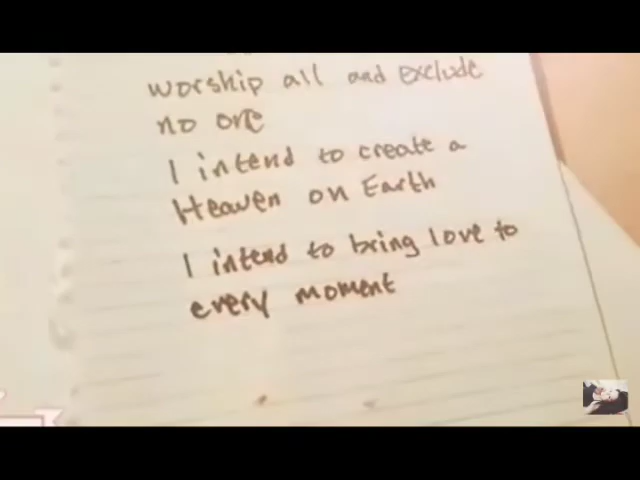 worship all and exclude
no one
I intend to create a
Heaven on Earth
I intend to bring love to
every moment